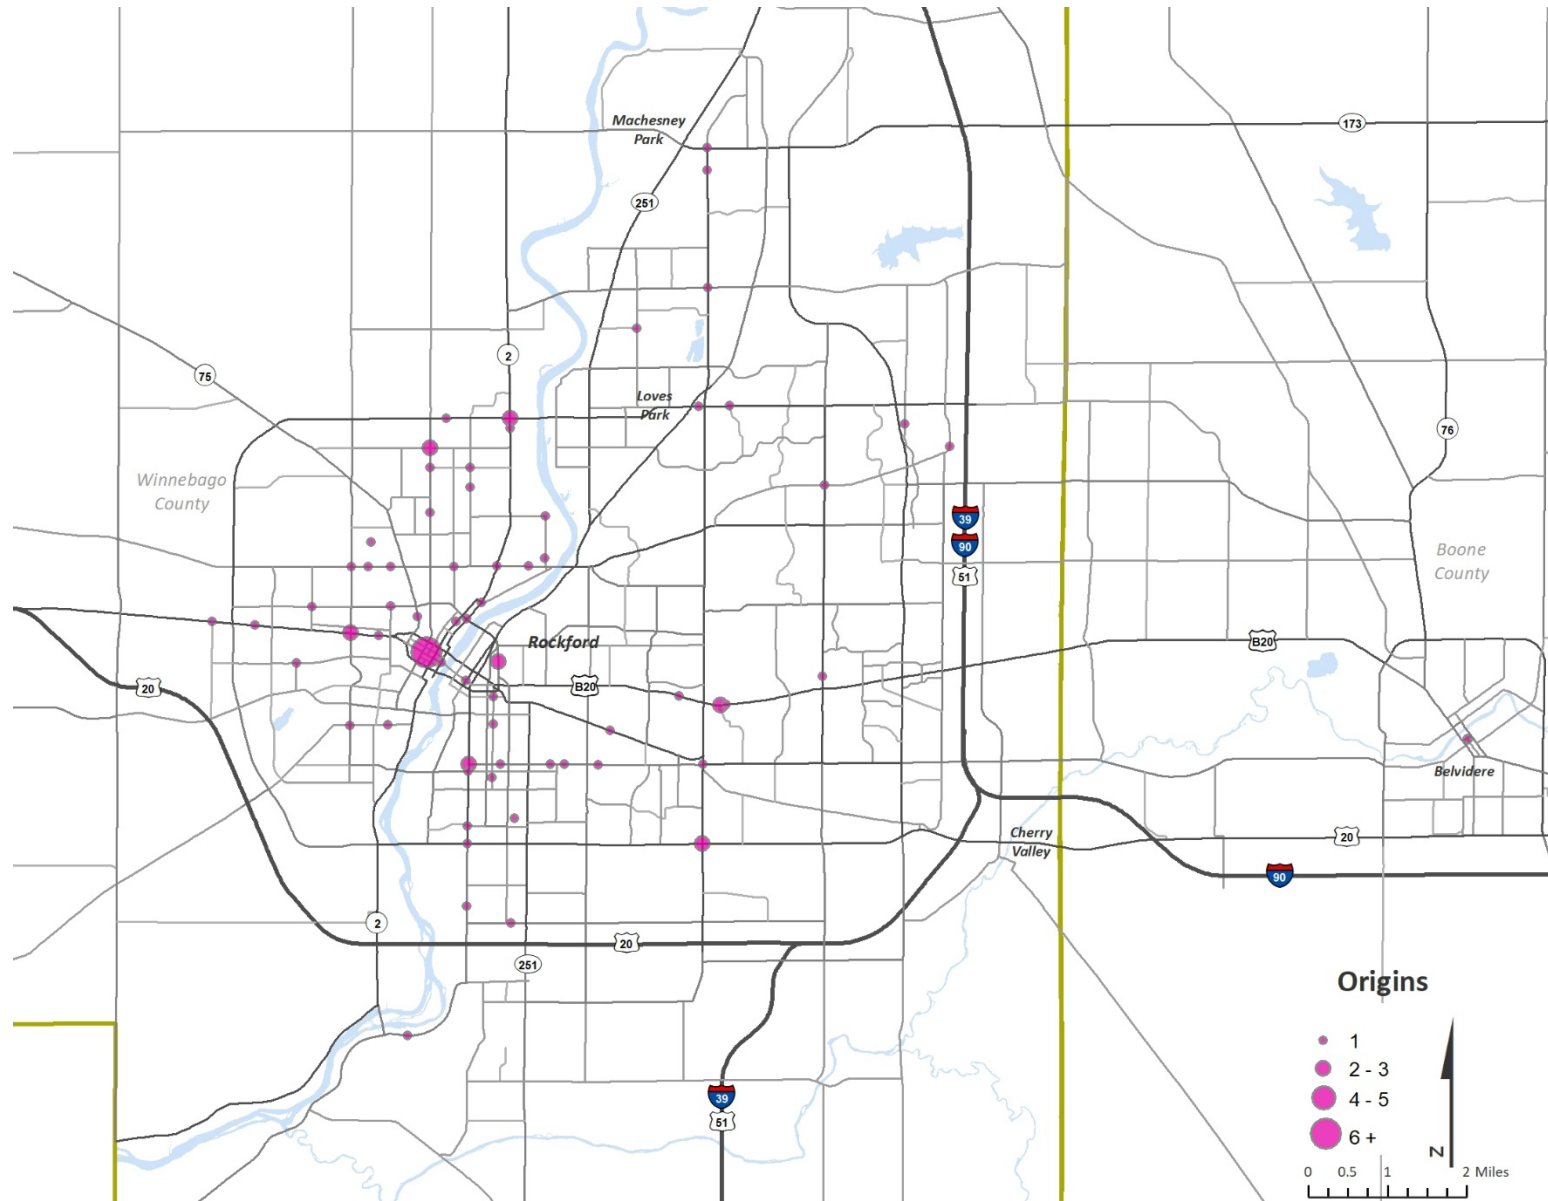 Machesney
Park
173
251
2
75
Loves
Park
76
Winnebago
County
39
90
51
Boone
County
Rockford
B20
B20
20
Belvidere
Cherry
Valley
20
90
2
20
251
Origins
1
2 - 3
4 - 5
6 +
39
51
N
0 0.5 1 2 Miles